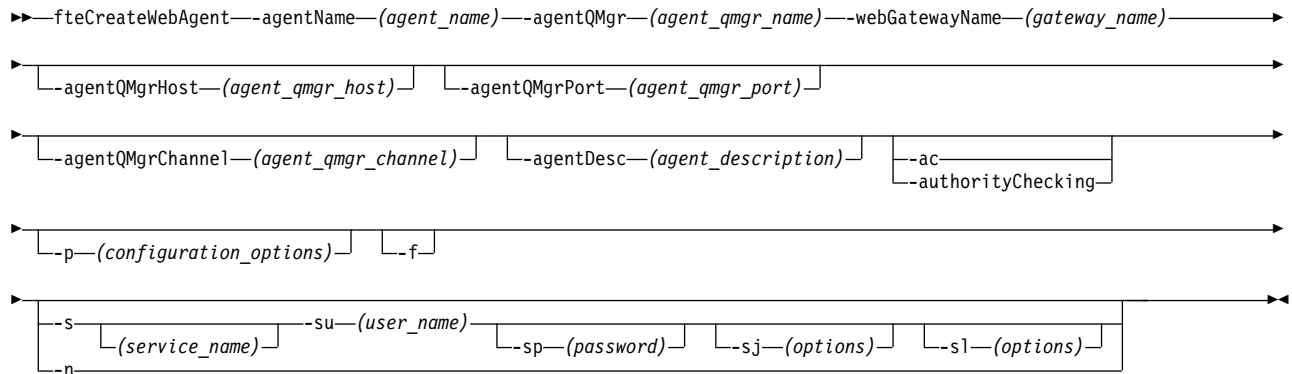 fteCreateWebAgent -agentName (agent_name) -agentQMgr (agent_qmgr_name) -webGatewayName (gateway_name)
-agentQMgrHost (agent_qmgr_host) -agentQMgrPort (agent_qmgr_port)
-agentQMgrChannel (agent_qmgr_channel) -agentDesc (agent_description) -ac
-authorityChecking
-p (configuration_options) -f
-s -su (user_name)
(service_name) -sp (password) -sj (options) -sl (options)
-n